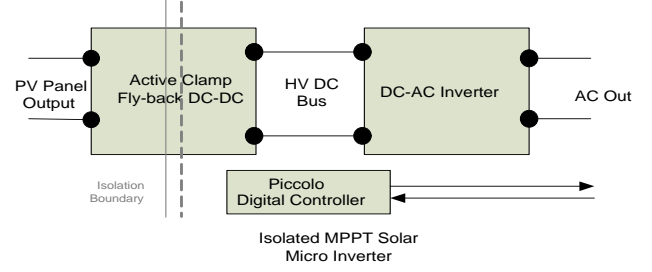 PV Panel
Output
Active Clamp
Fly-back DC-DC
HV DC
Bus
DC-AC Inverter
AC Out
Isolation
Boundary
Piccolo
Digital Controller
Isolated MPPT Solar
Micro Inverter